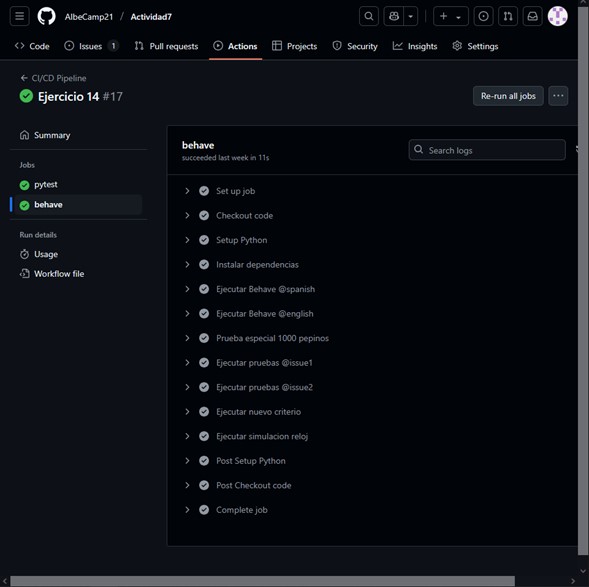 AlbeCamp21 / Actividad7
Code Issues 1 Pull requests Actions Projects Security Insights Settings
CI/CD Pipeline
Ejercicio 14 #17
Re-run all jobs
Summary
Jobs
pytest
behave
Run details
Usage
Workflow file
behave
succeeded last week in 11s
Search logs
Set up job
Checkout code
Setup Python
Instalar dependencias
Ejecutar Behave @spanish
Ejecutar Behave @english
Prueba especial 1000 pepinos
Ejecutar pruebas @issue1
Ejecutar pruebas @issue2
Ejecutar nuevo criterio
Ejecutar simulacion reloj
Post Setup Python
Post Checkout code
Complete job